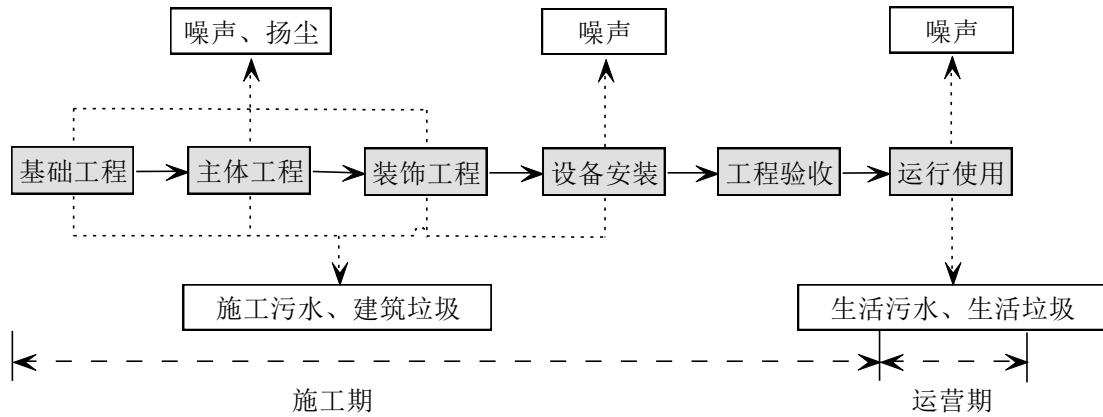 噪声、扬尘
噪声
噪声
基础工程
主体工程
装饰工程
设备安装
工程验收
运行使用
施工污水、建筑垃圾
生活污水、生活垃圾
施工期
运营期